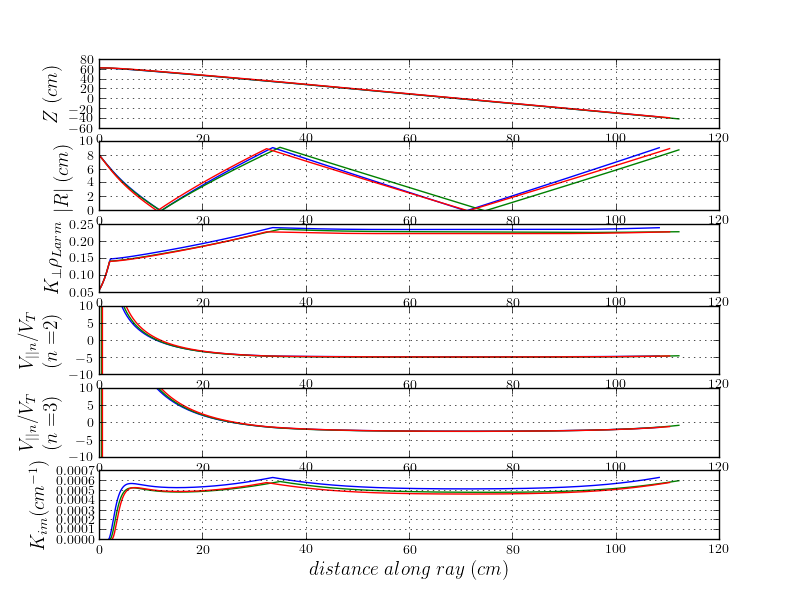 80
60
40
20
0
−20
−40
−60
Z (cm)
0 20 40 60 80 100 120
10
8
6
4
2
0
|R| (cm)
0 20 40 60 80 100 120
0.25
0.20
0.15
0.10
0.05
K⊥ρLarm
0 20 40 60 80 100 120
10
5
0
−5
−10
V||n/VT
(n =2)
0 20 40 60 80 100 120
10
5
0
−5
−10
V||n/VT
(n =3)
0 20 40 60 80 100 120
0.0007
0.0006
0.0005
0.0004
0.0003
0.0002
0.0001
0.0000
Kim(cm⁻¹)
0 20 40 60 80 100 120
distance along ray (cm)